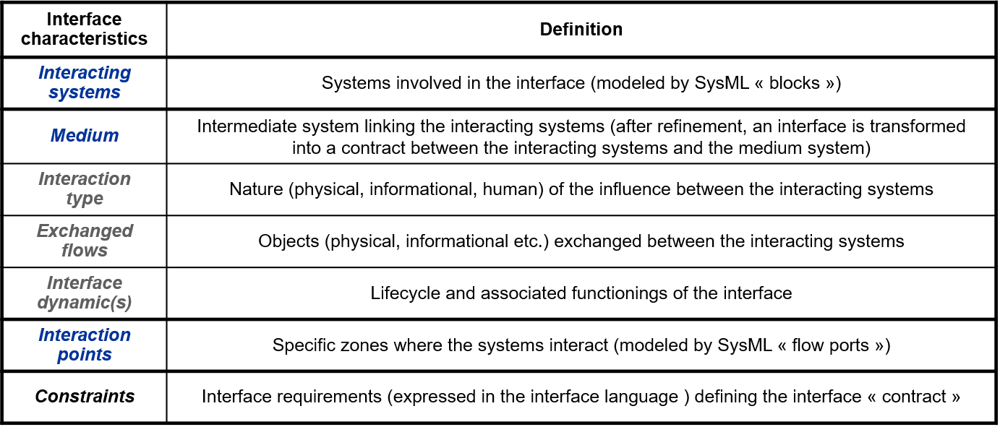 Interface
characteristics
Definition
Interacting
systems
Systems involved in the interface (modeled by SysML « blocks »)
Medium
Intermediate system linking the interacting systems (after refinement, an interface is transformed
into a contract between the interacting systems and the medium system)
Interaction
type
Nature (physical, informational, human) of the influence between the interacting systems
Exchanged
flows
Objects (physical, informational etc.) exchanged between the interacting systems
Interface
dynamic(s)
Lifecycle and associated functionings of the interface
Interaction
points
Specific zones where the systems interact (modeled by SysML « flow ports »)
Constraints
Interface requirements (expressed in the interface language ) defining the interface « contract »